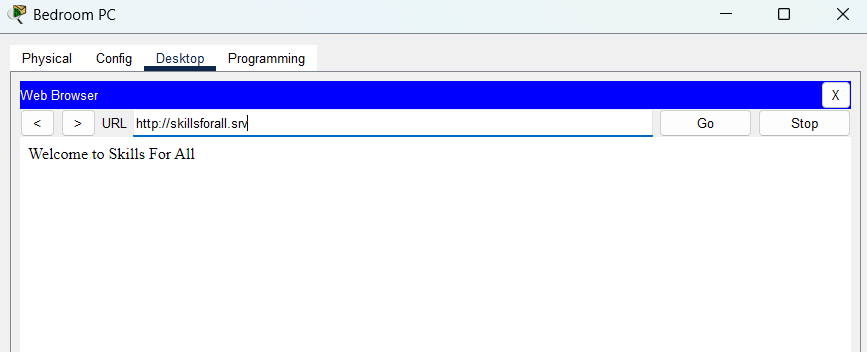 Bedroom PC
Physical Config Desktop Programming
Web Browser X
< > URL http://skillsforall.srv Go Stop
Welcome to Skills For All